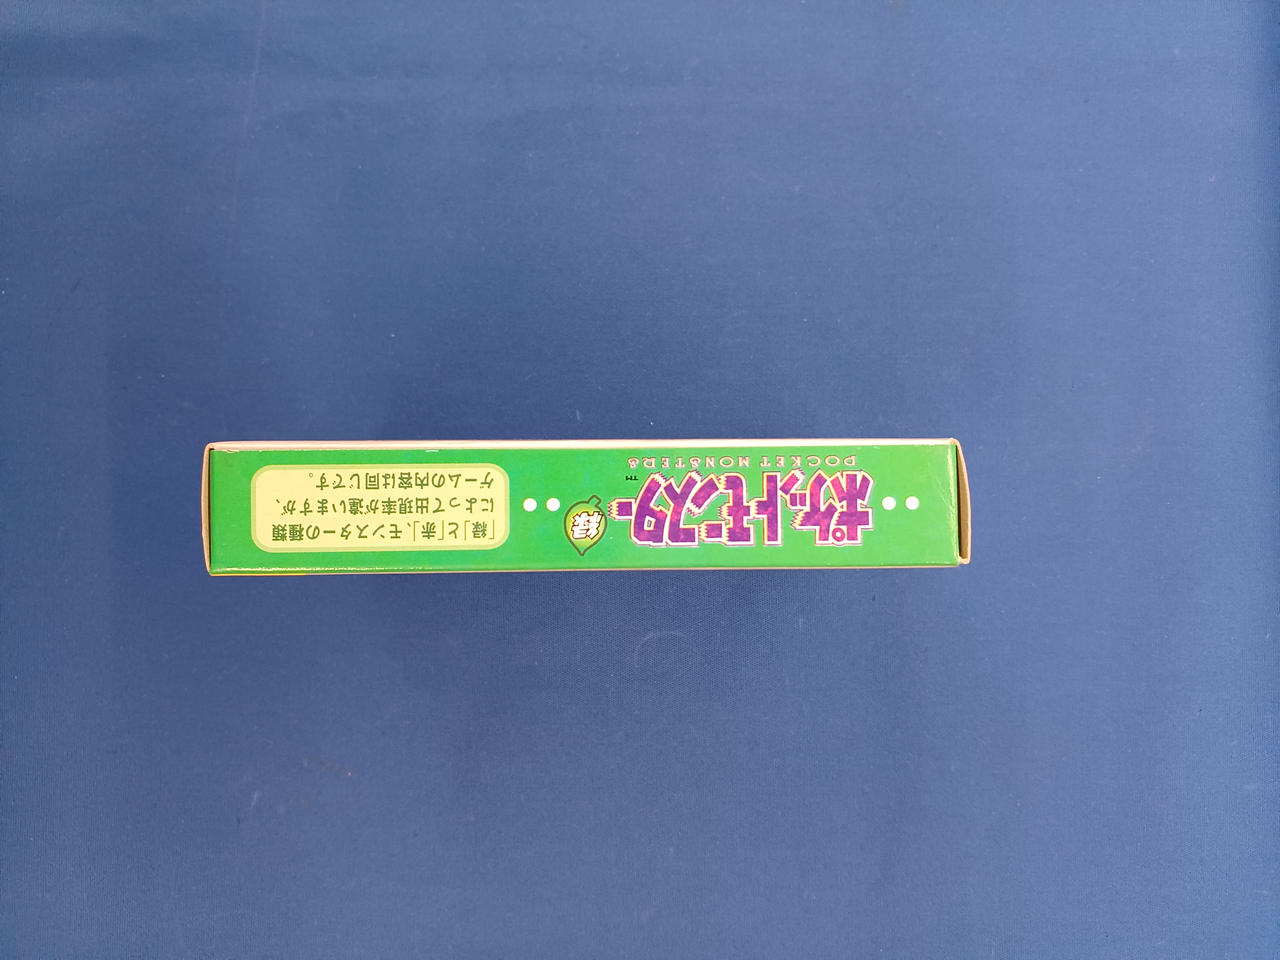 ポケットモンスター™
POCKET MONSTERS
緑
「緑」と「赤」、モンスターの種類
によって出現率が違いますが、
ゲームの内容は同じです。